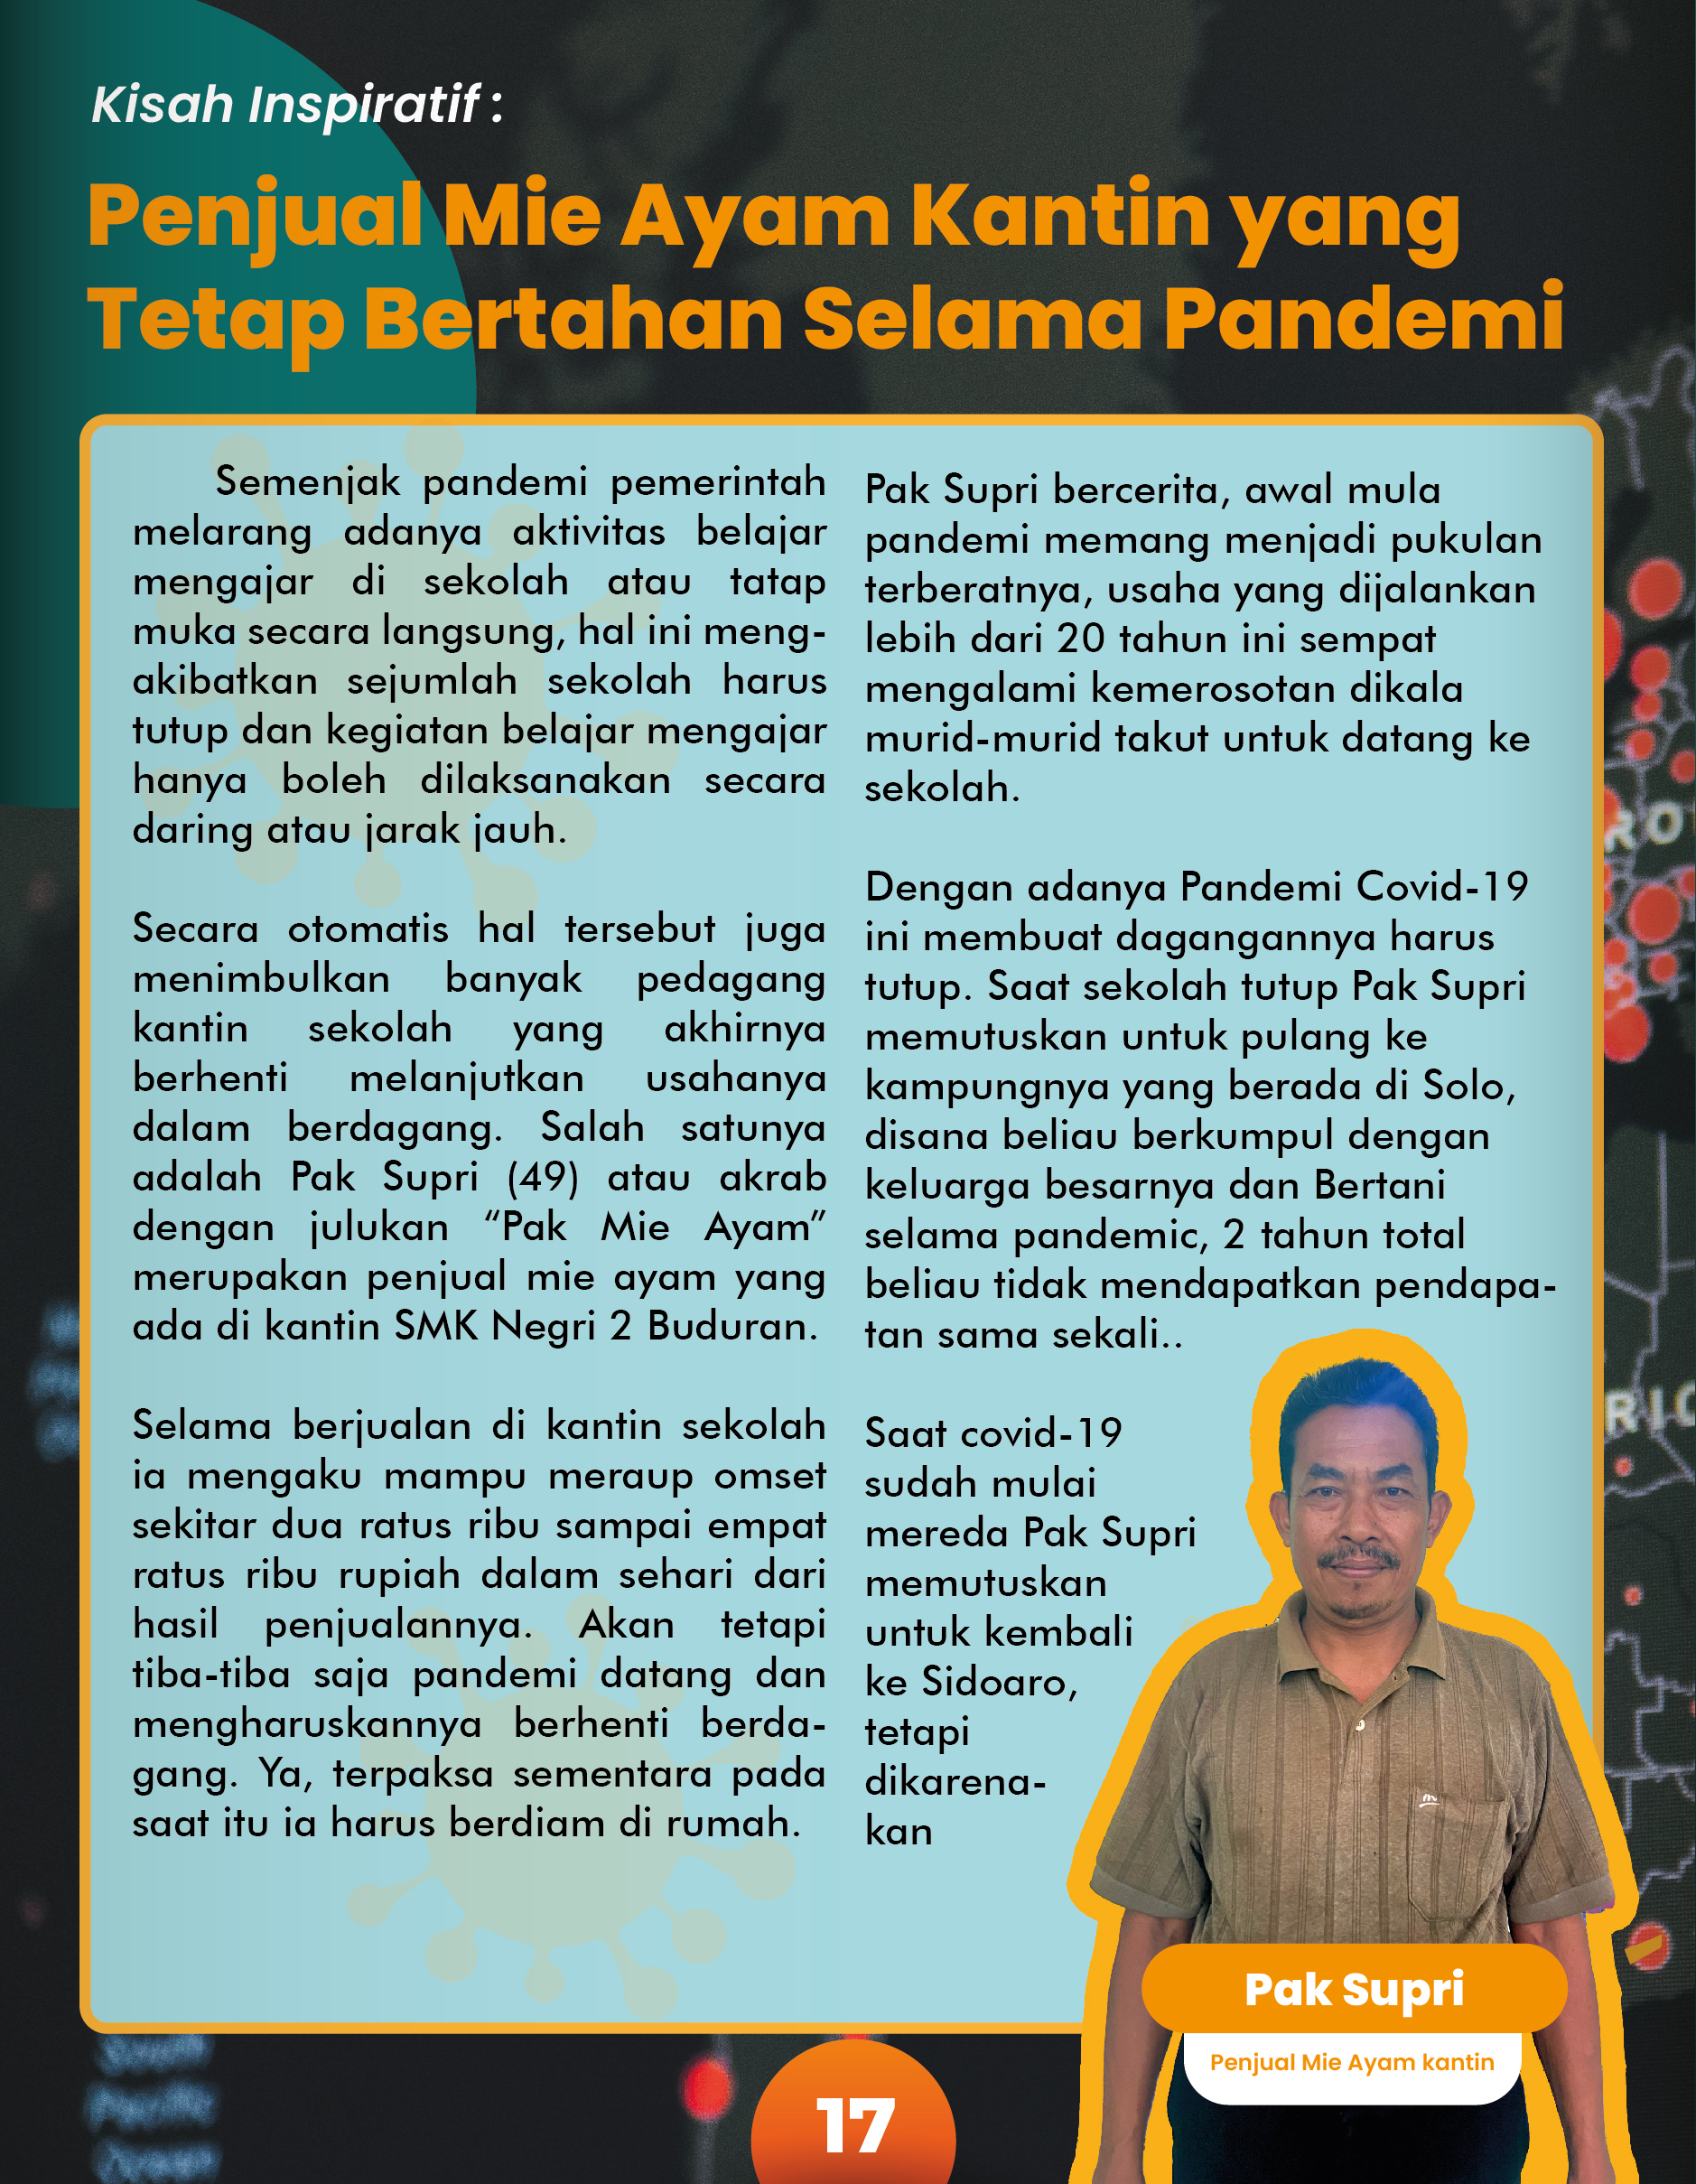 Kisah Inspiratif :
Penjual Mie Ayam Kantin yang
Tetap Bertahan Selama Pandemi
Semenjak pandemi pemerintah
melarang adanya aktivitas belajar
mengajar di sekolah atau tatap
muka secara langsung, hal ini meng-
akibatkan sejumlah sekolah harus
tutup dan kegiatan belajar mengajar
hanya boleh dilaksanakan secara
daring atau jarak jauh.
Secara otomatis hal tersebut juga
menimbulkan banyak pedagang
kantin sekolah yang akhirnya
berhenti melanjutkan usahanya
dalam berdagang. Salah satunya
adalah Pak Supri (49) atau akrab
dengan julukan “Pak Mie Ayam”
merupakan penjual mie ayam yang
ada di kantin SMK Negri 2 Buduran.
Selama berjualan di kantin sekolah
ia mengaku mampu meraup omset
sekitar dua ratus ribu sampai empat
ratus ribu rupiah dalam sehari dari
hasil penjualannya. Akan tetapi
tiba-tiba saja pandemi datang dan
mengharuskannya berhenti berda-
gang. Ya, terpaksa sementara pada
saat itu ia harus berdiam di rumah.
Pak Supri bercerita, awal mula
pandemi memang menjadi pukulan
terberatnya, usaha yang dijalankan
lebih dari 20 tahun ini sempat
mengalami kemerosotan dikala
murid-murid takut untuk datang ke
sekolah.
Dengan adanya Pandemi Covid-19
ini membuat dagangannya harus
tutup. Saat sekolah tutup Pak Supri
memutuskan untuk pulang ke
kampungnya yang berada di Solo,
disana beliau berkumpul dengan
keluarga besarnya dan Bertani
selama pandemic, 2 tahun total
beliau tidak mendapatkan pendapa-
tan sama sekali..
Saat covid-19
sudah mulai
mereda Pak Supri
memutuskan
untuk kembali
ke Sidoaro,
tetapi
dikarena-
kan
Pak Supri
Penjual Mie Ayam kantin
17